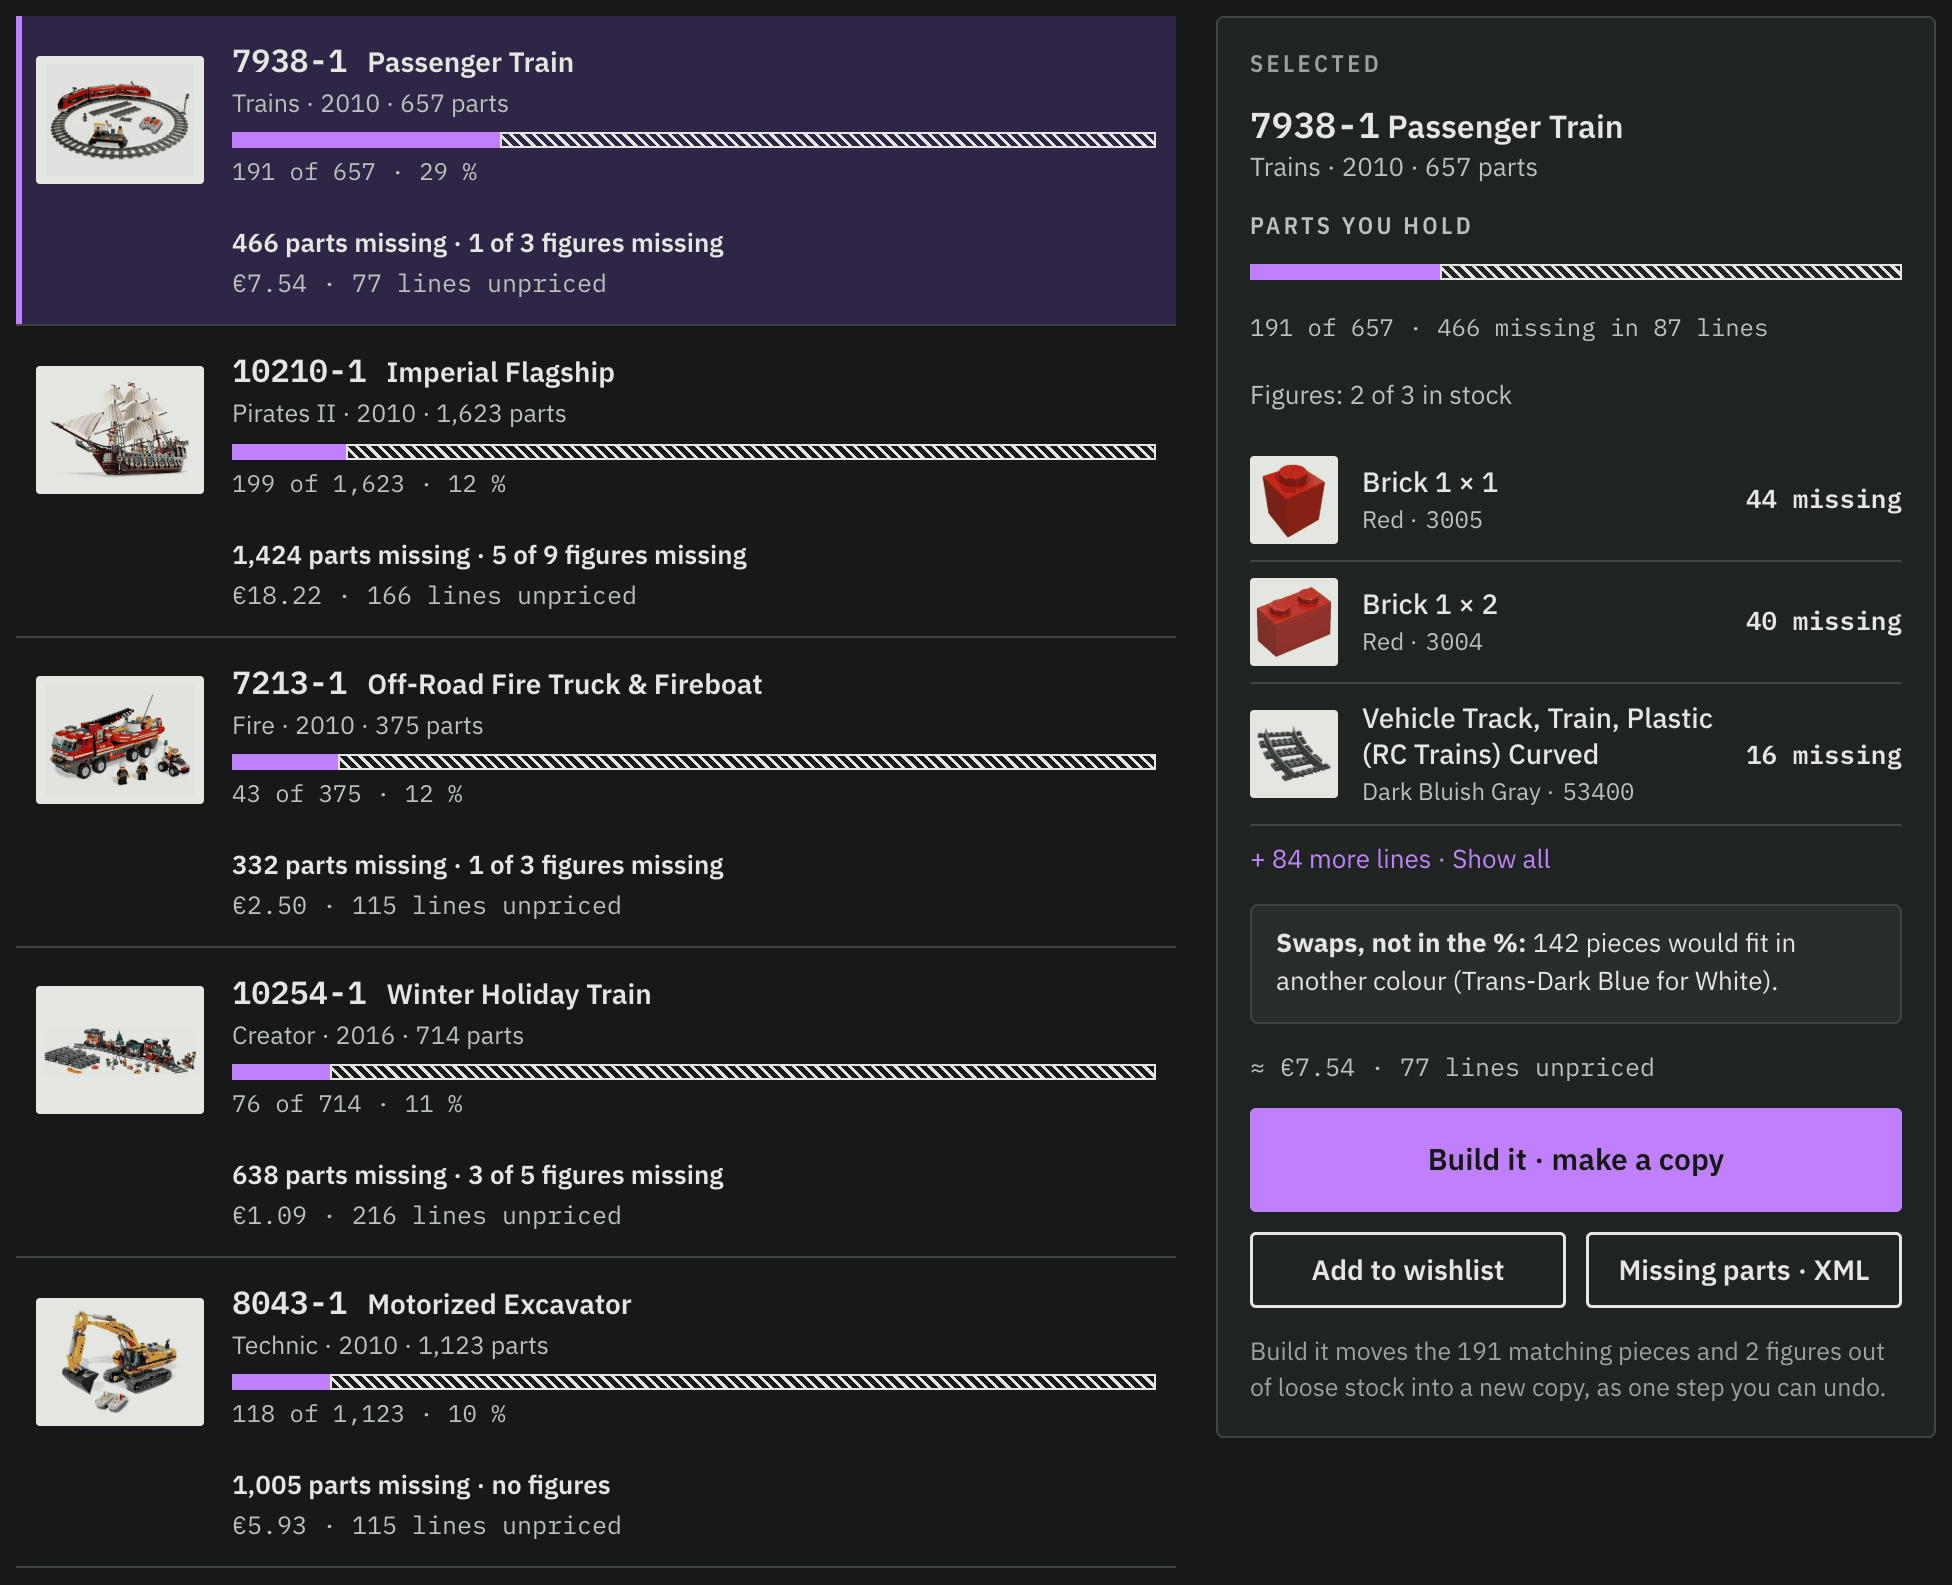 7938-1 Passenger Train
Trains · 2010 · 657 parts
191 of 657 · 29 %
466 parts missing · 1 of 3 figures missing
€7.54 · 77 lines unpriced
10210-1 Imperial Flagship
Pirates II · 2010 · 1,623 parts
199 of 1,623 · 12 %
1,424 parts missing · 5 of 9 figures missing
€18.22 · 166 lines unpriced
7213-1 Off-Road Fire Truck & Fireboat
Fire · 2010 · 375 parts
43 of 375 · 12 %
332 parts missing · 1 of 3 figures missing
€2.50 · 115 lines unpriced
10254-1 Winter Holiday Train
Creator · 2016 · 714 parts
76 of 714 · 11 %
638 parts missing · 3 of 5 figures missing
€1.09 · 216 lines unpriced
8043-1 Motorized Excavator
Technic · 2010 · 1,123 parts
118 of 1,123 · 10 %
1,005 parts missing · no figures
€5.93 · 115 lines unpriced
SELECTED
7938-1 Passenger Train
Trains · 2010 · 657 parts
PARTS YOU HOLD
191 of 657 · 466 missing in 87 lines
Figures: 2 of 3 in stock
Brick 1 × 1
Red · 3005
44 missing
Brick 1 × 2
Red · 3004
40 missing
Vehicle Track, Train, Plastic
(RC Trains) Curved
Dark Bluish Gray · 53400
16 missing
+ 84 more lines · Show all
Swaps, not in the %: 142 pieces would fit in
another colour (Trans-Dark Blue for White).
≈ €7.54 · 77 lines unpriced
Build it · make a copy
Add to wishlist
Missing parts · XML
Build it moves the 191 matching pieces and 2 figures out
of loose stock into a new copy, as one step you can undo.